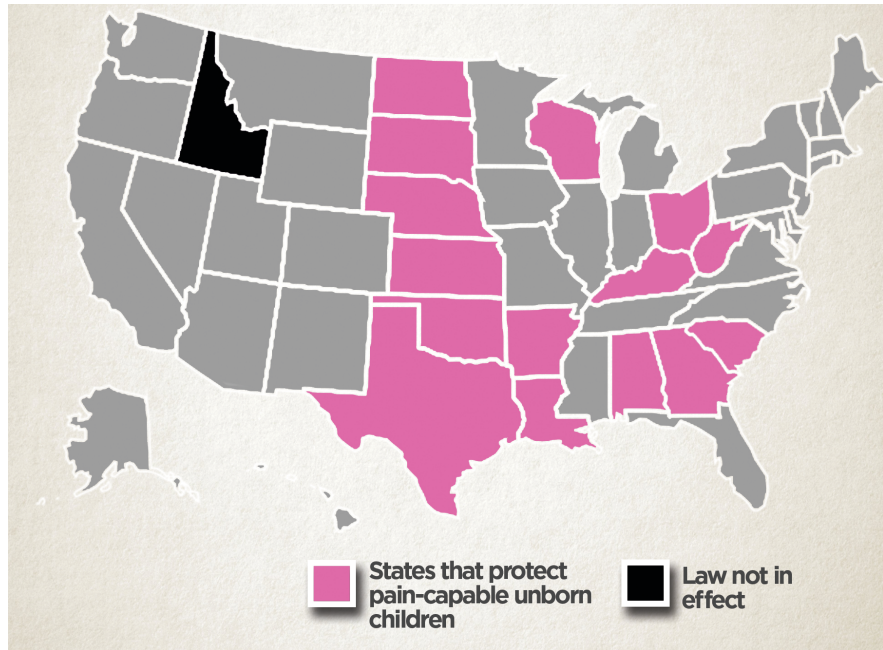 States that protect
pain-capable unborn
children
Law not in
effect